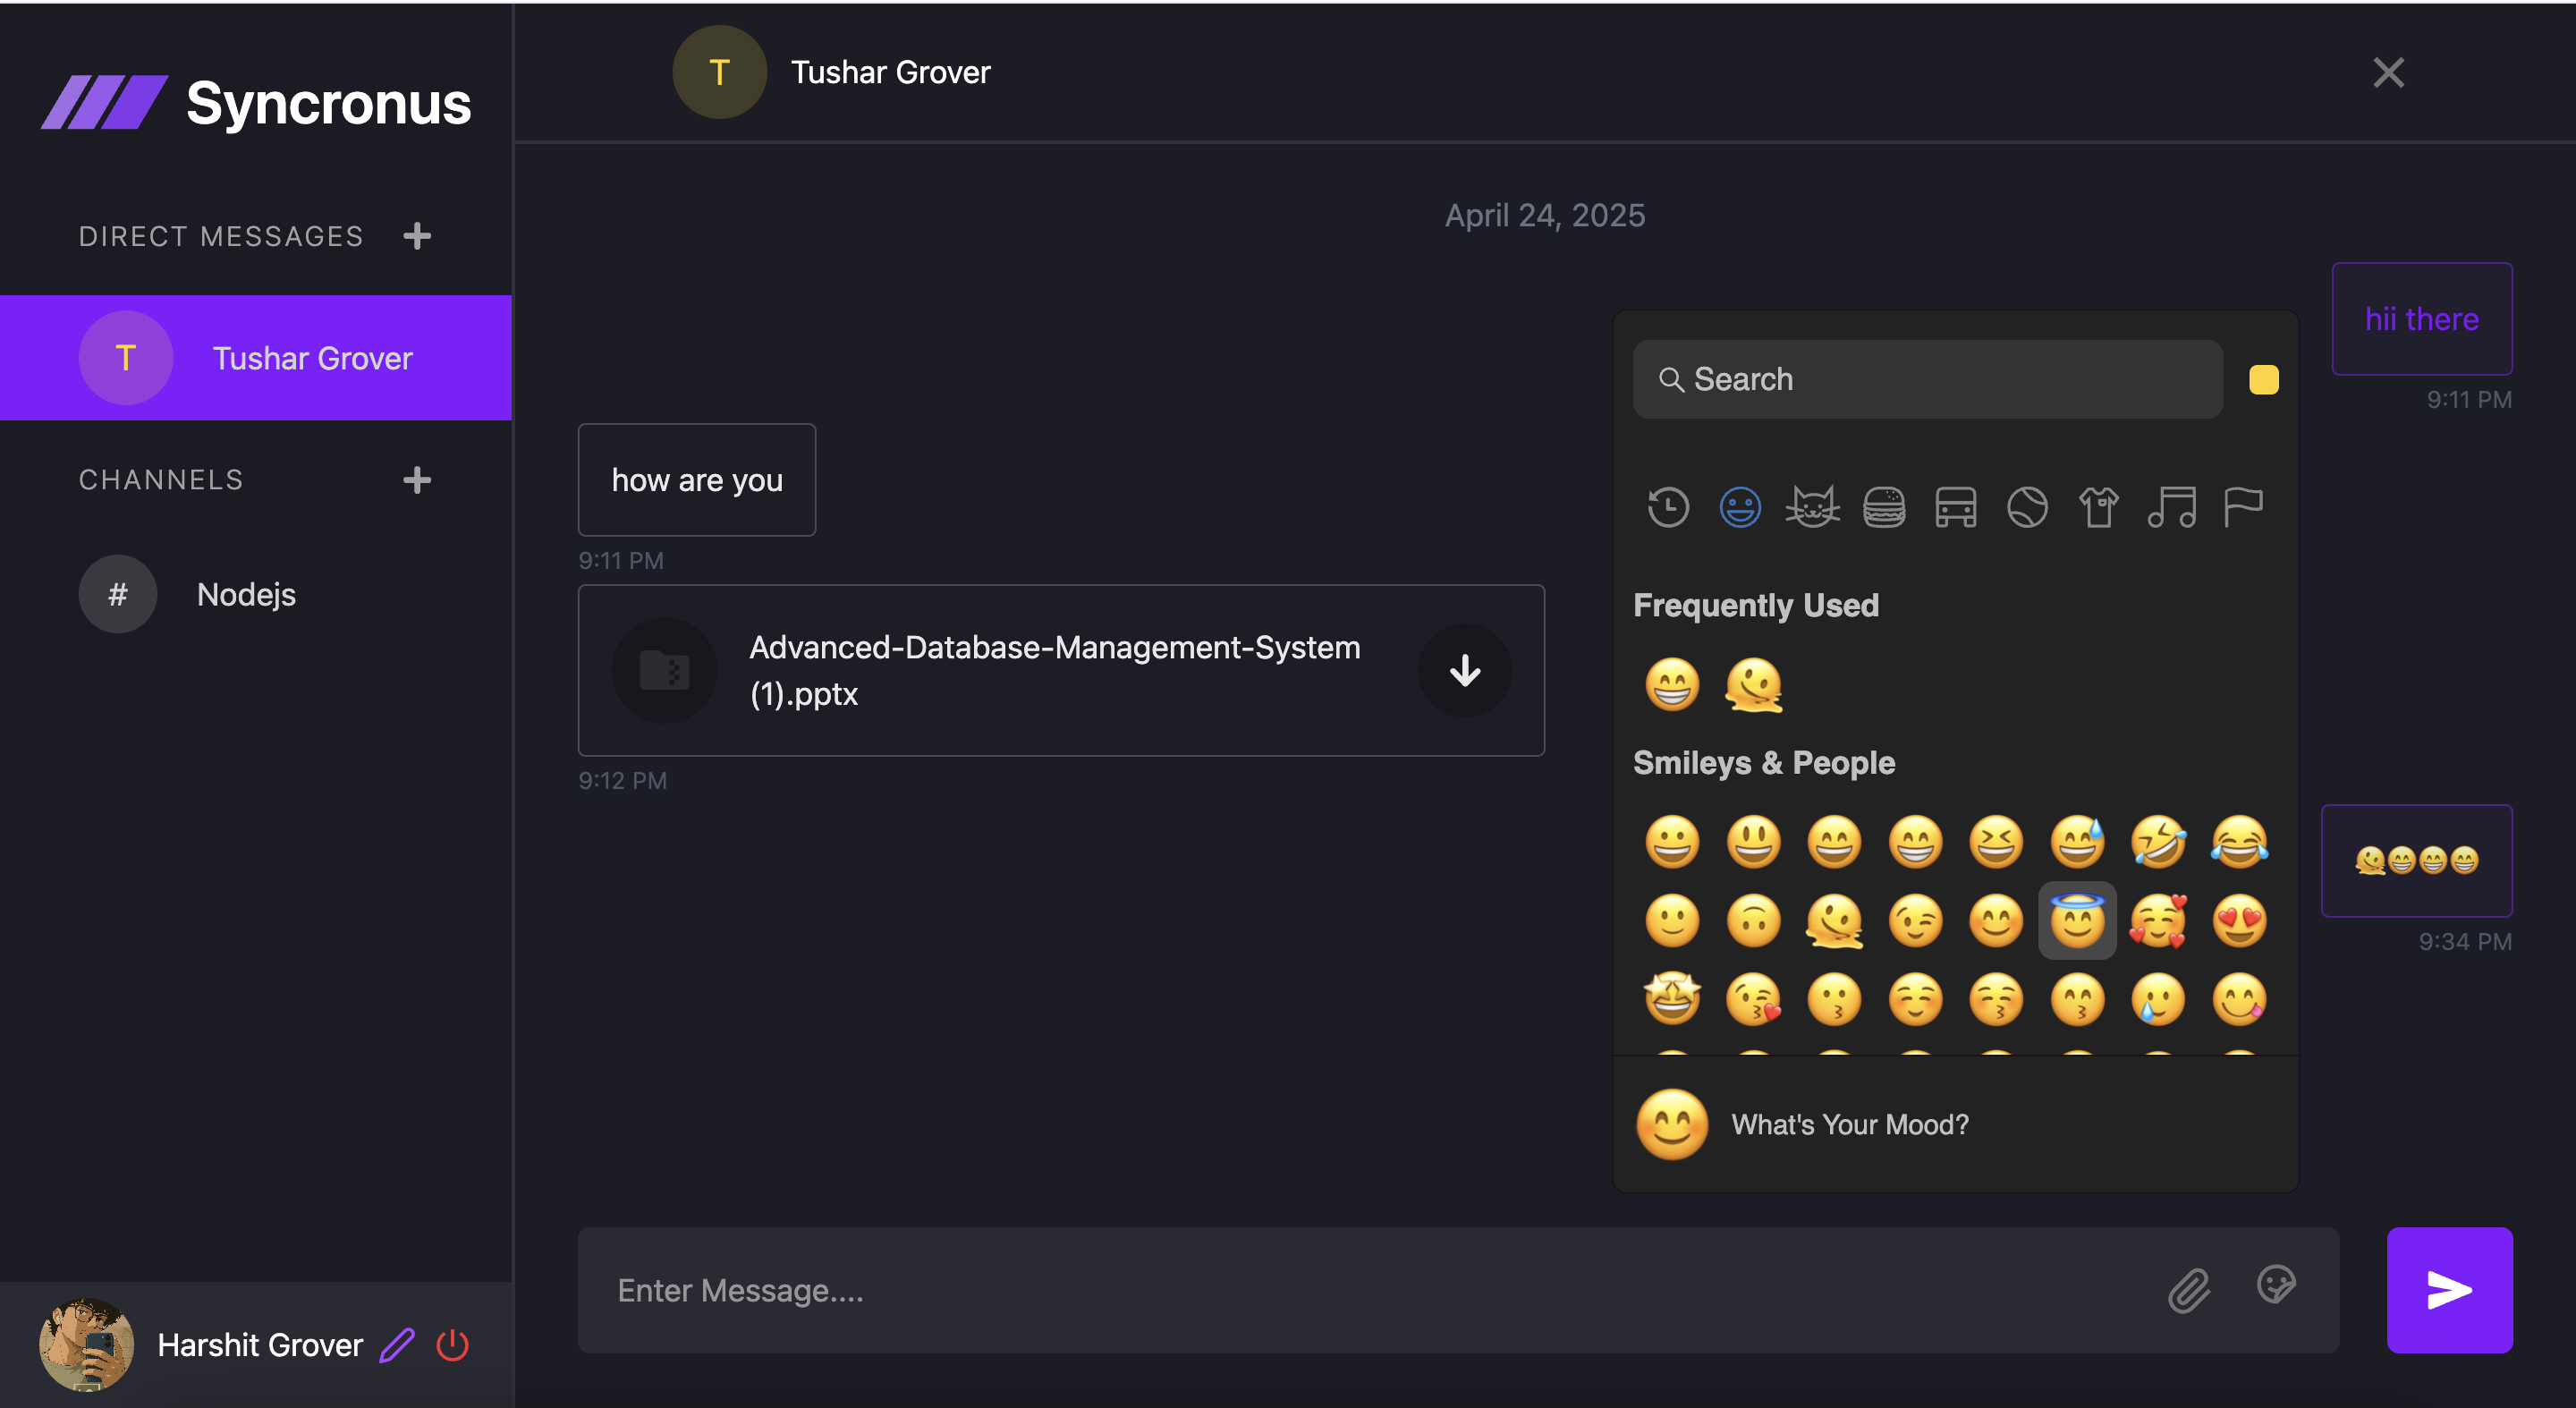 Syncronus
DIRECT MESSAGES
T
Tushar Grover
CHANNELS
#
Nodejs
Harshit Grover
T
Tushar Grover
April 24, 2025
hii there
9:11 PM
how are you
9:11 PM
Advanced-Database-Management-System
(1).pptx
9:12 PM
9:34 PM
Search
Frequently Used
Smileys & People
What's Your Mood?
Enter Message....